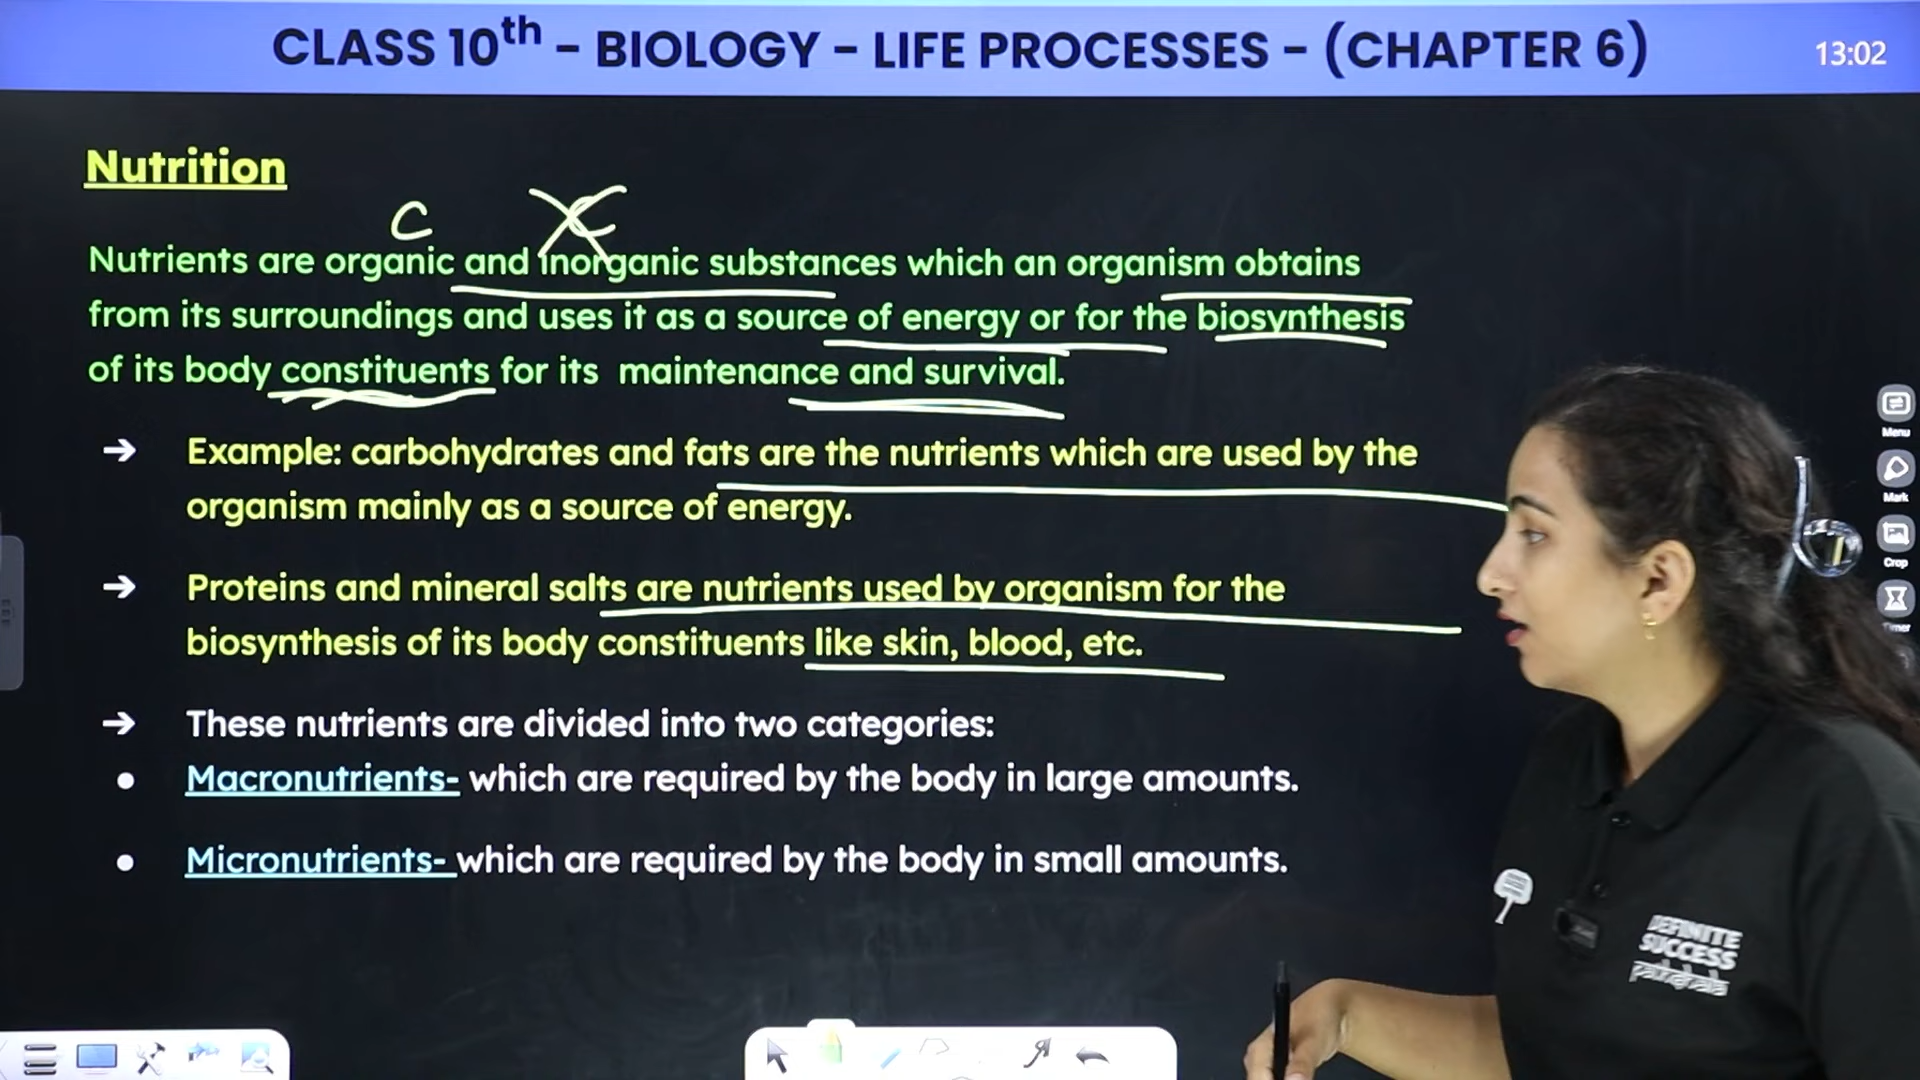 CLASS 10th - BIOLOGY - LIFE PROCESSES - (CHAPTER 6)
13:02
Nutrition
C C
Nutrients are organic and inorganic substances which an organism obtains
from its surroundings and uses it as a source of energy or for the biosynthesis
of its body constituents for its maintenance and survival.
→ Example: carbohydrates and fats are the nutrients which are used by the
organism mainly as a source of energy.
→ Proteins and mineral salts are nutrients used by organism for the
biosynthesis of its body constituents like skin, blood, etc.
→ These nutrients are divided into two categories:
● Macronutrients- which are required by the body in large amounts.
● Micronutrients- which are required by the body in small amounts.
Menu
Mark
Crop
Timer
DEFINITE
SUCCESS
pathshala